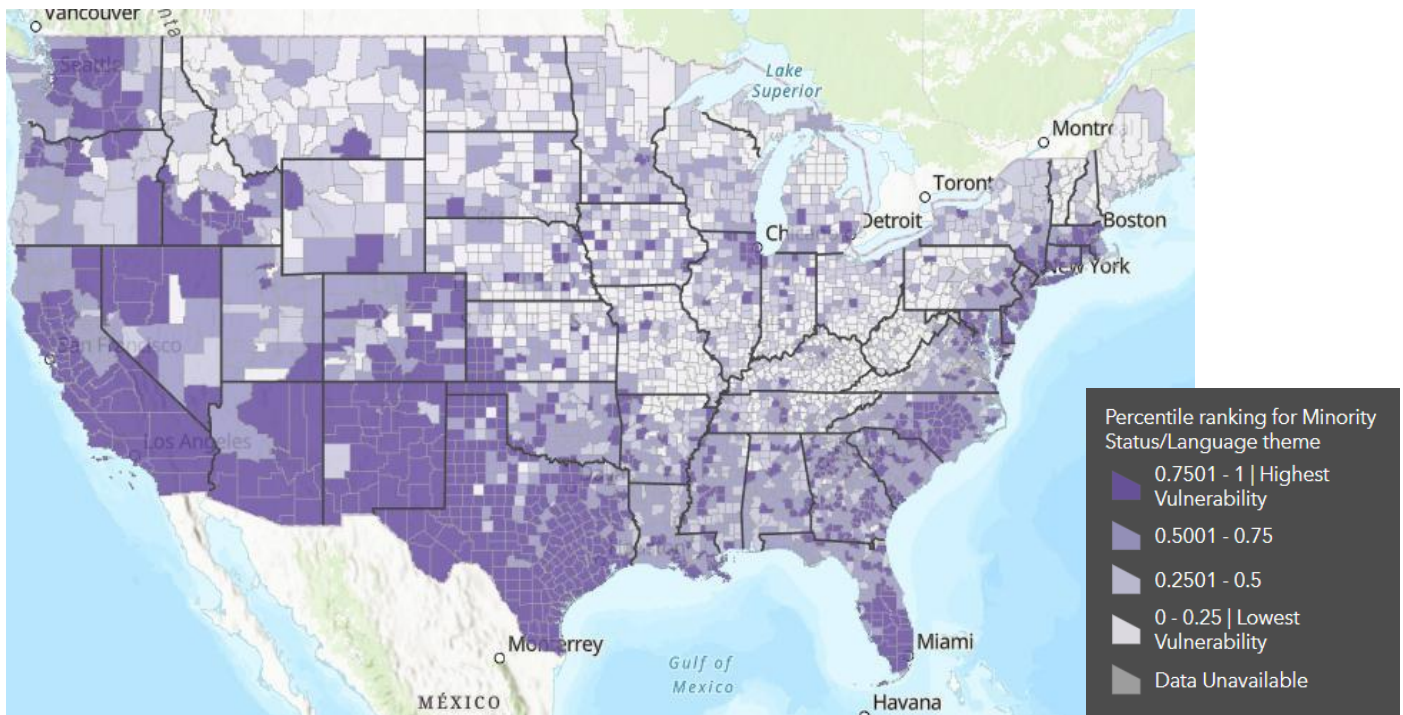 Vancouver
Seattle
Lake
Superior
Montr
Toront
Detroit
Boston
Ch
New York
San Francisco
Los Angeles
Monterrey
Miami
Gulf of
Mexico
MÉXICO
Havana
Percentile ranking for Minority
Status/Language theme
0.7501 - 1 | Highest
Vulnerability
0.5001 - 0.75
0.2501 - 0.5
0 - 0.25 | Lowest
Vulnerability
Data Unavailable